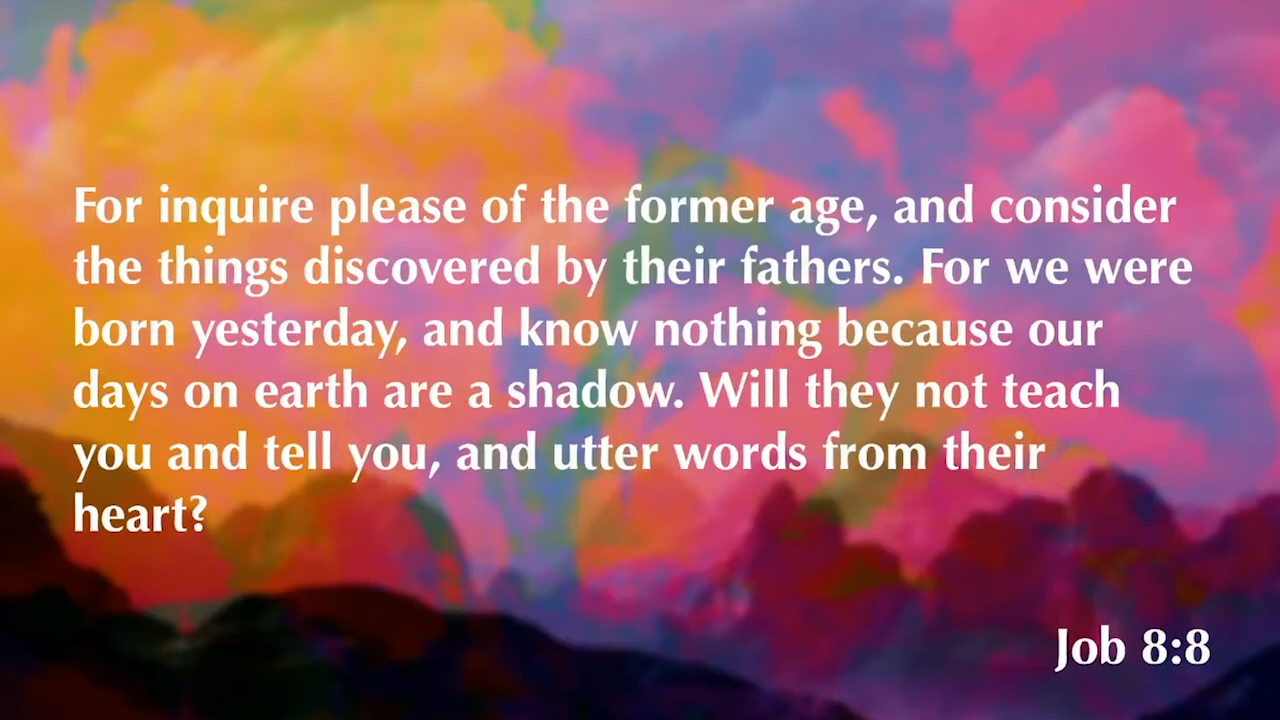 For inquire please of the former age, and consider
the things discovered by their fathers. For we were
born yesterday, and know nothing because our
days on earth are a shadow. Will they not teach
you and tell you, and utter words from their
heart?
Job 8:8